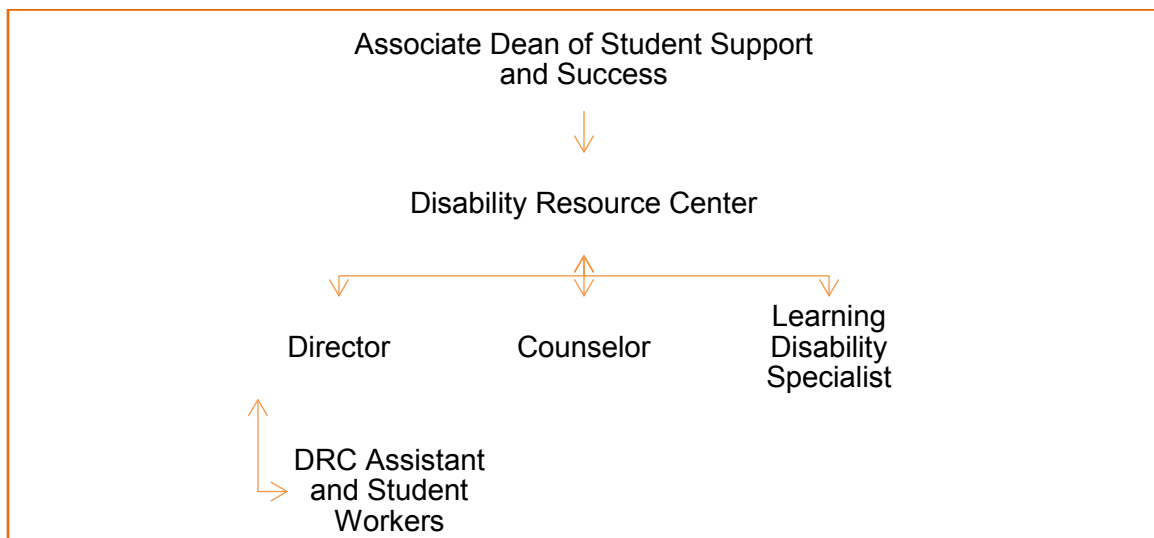 Associate Dean of Student Support
and Success
Disability Resource Center
Director
Counselor
Learning
Disability
Specialist
DRC Assistant
and Student
Workers